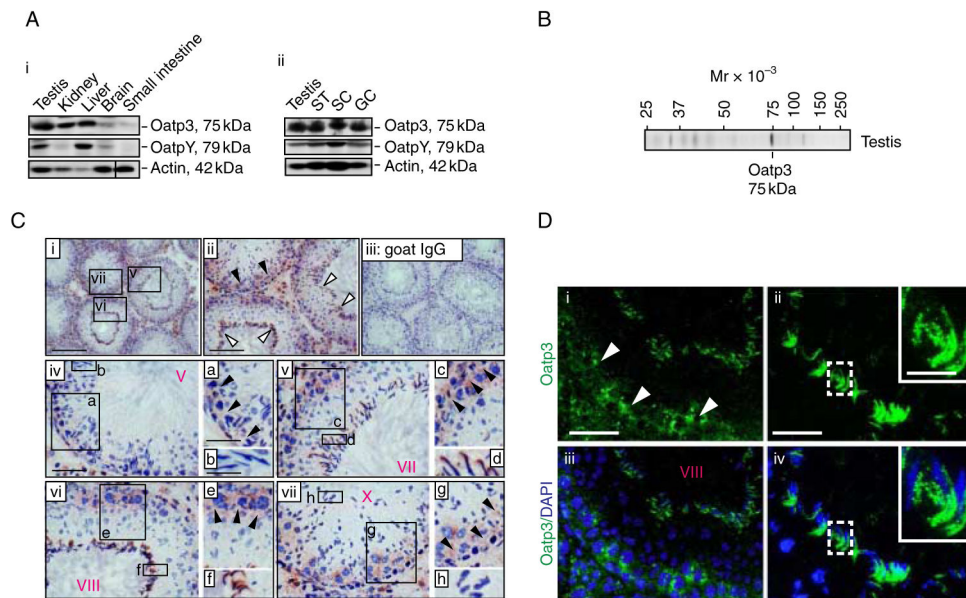 A
i
Testis Kidney Liver Brain Small intestine
Oatp3, 75 kDa
OatpY, 79 kDa
Actin, 42 kDa
ii
Testis ST SC GC
Oatp3, 75 kDa
OatpY, 79 kDa
Actin, 42 kDa
B
Mr × 10⁻³
25 37 50 75 100 150 250
Testis
Oatp3
75 kDa
C
i
vii v
vi
ii
iii: goat IgG
iv V
b
a
a
b
v
c
d
VII
c
d
vi
e
f
VIII
e
f
vii X
h
g
g
h
D
Oatp3
i
ii
Oatp3/DAPI
iii VIII
iv